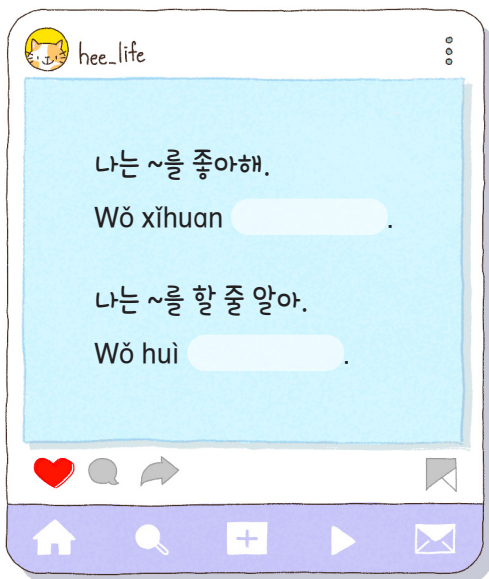 hee_life
나는 ~를 좋아해.
Wǒ xǐhuan .
나는 ~를 할 줄 알아.
Wǒ huì .